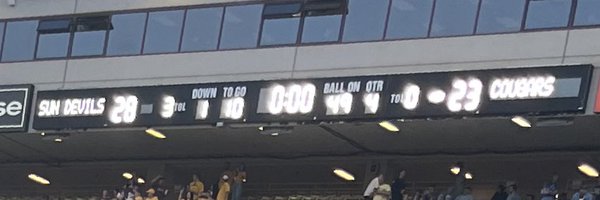 DOWN TO GO BALL ON QTR
SUN DEVILS 28 3 TOL 1 10 0:00 49 4 TOL 0 23 COUGARS